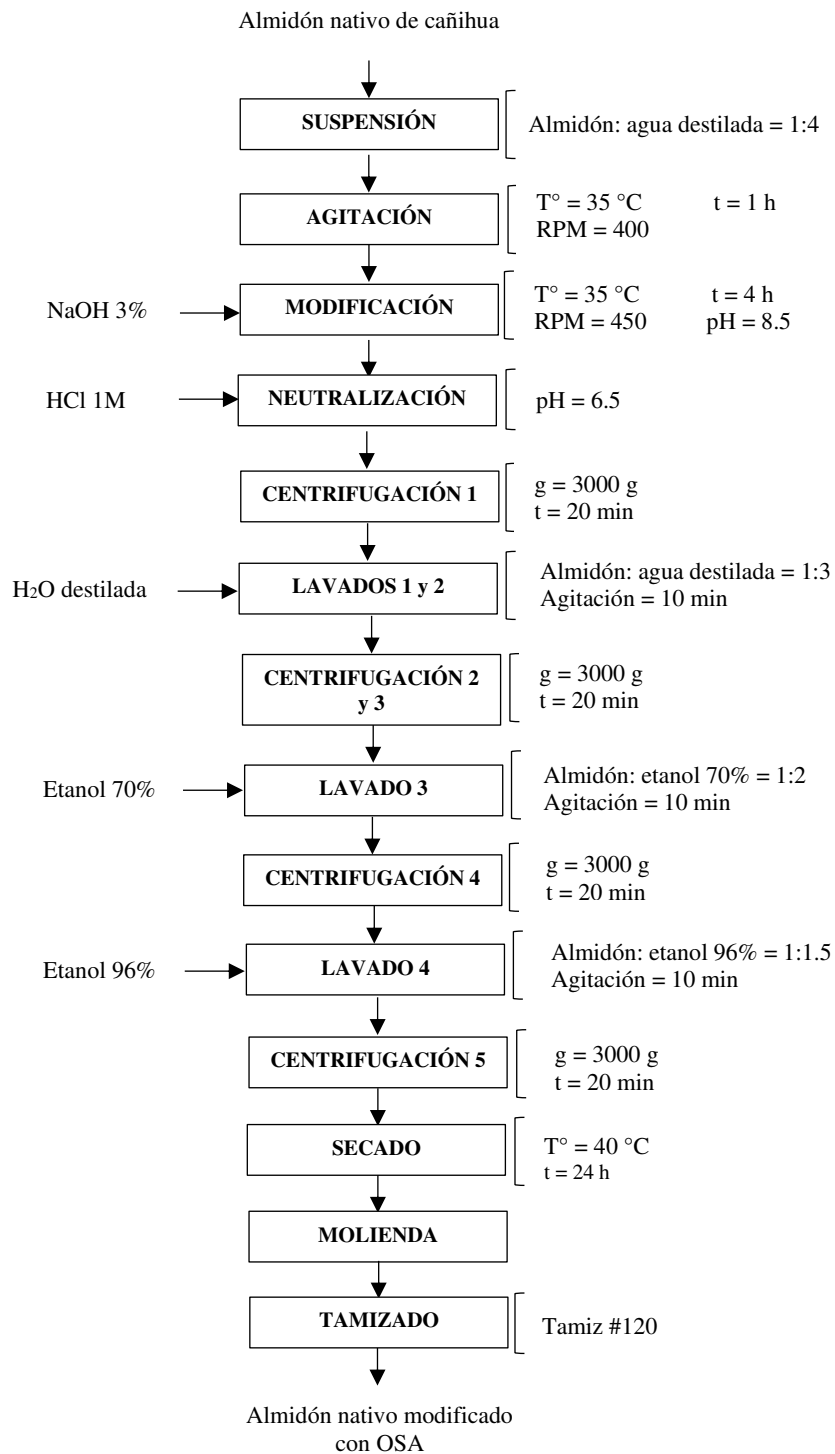 Almidón nativo de cañihua
SUSPENSIÓN
Almidón: agua destilada = 1:4
AGITACIÓN
T° = 35 °C t = 1 h
RPM = 400
NaOH 3%
MODIFICACIÓN
T° = 35 °C t = 4 h
RPM = 450 pH = 8.5
HCl 1M
NEUTRALIZACIÓN
pH = 6.5
CENTRIFUGACIÓN 1
g = 3000 g
t = 20 min
H₂O destilada
LAVADOS 1 y 2
Almidón: agua destilada = 1:3
Agitación = 10 min
CENTRIFUGACIÓN 2
y 3
g = 3000 g
t = 20 min
Etanol 70%
LAVADO 3
Almidón: etanol 70% = 1:2
Agitación = 10 min
CENTRIFUGACIÓN 4
g = 3000 g
t = 20 min
Etanol 96%
LAVADO 4
Almidón: etanol 96% = 1:1.5
Agitación = 10 min
CENTRIFUGACIÓN 5
g = 3000 g
t = 20 min
SECADO
T° = 40 °C
t = 24 h
MOLIENDA
TAMIZADO
Tamiz #120
Almidón nativo modificado
con OSA